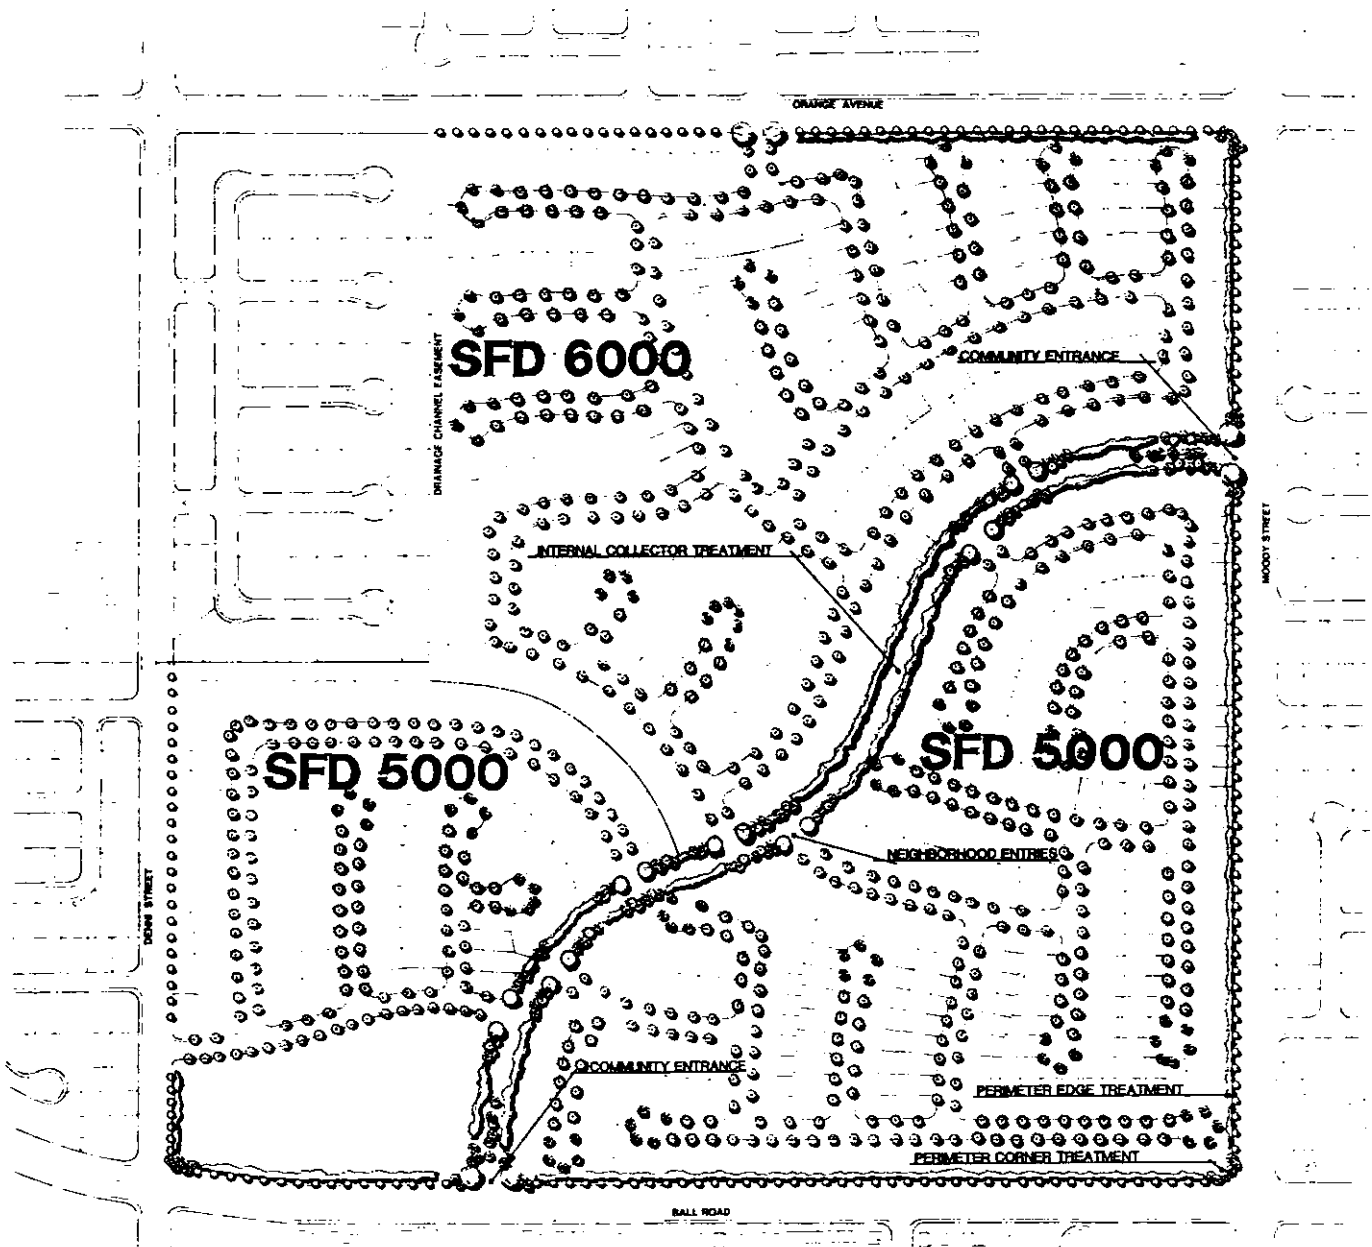 ORANGE AVENUE
DRAINAGE CHANNEL EASEMENT
SFD 6000
COMMUNITY ENTRANCE
MOODY STREET
INTERNAL COLLECTOR TREATMENT
SFD 5000
SFD 5000
NEIGHBORHOOD ENTRIES
DENNI STREET
COMMUNITY ENTRANCE
PERIMETER EDGE TREATMENT
PERIMETER CORNER TREATMENT
BALL ROAD